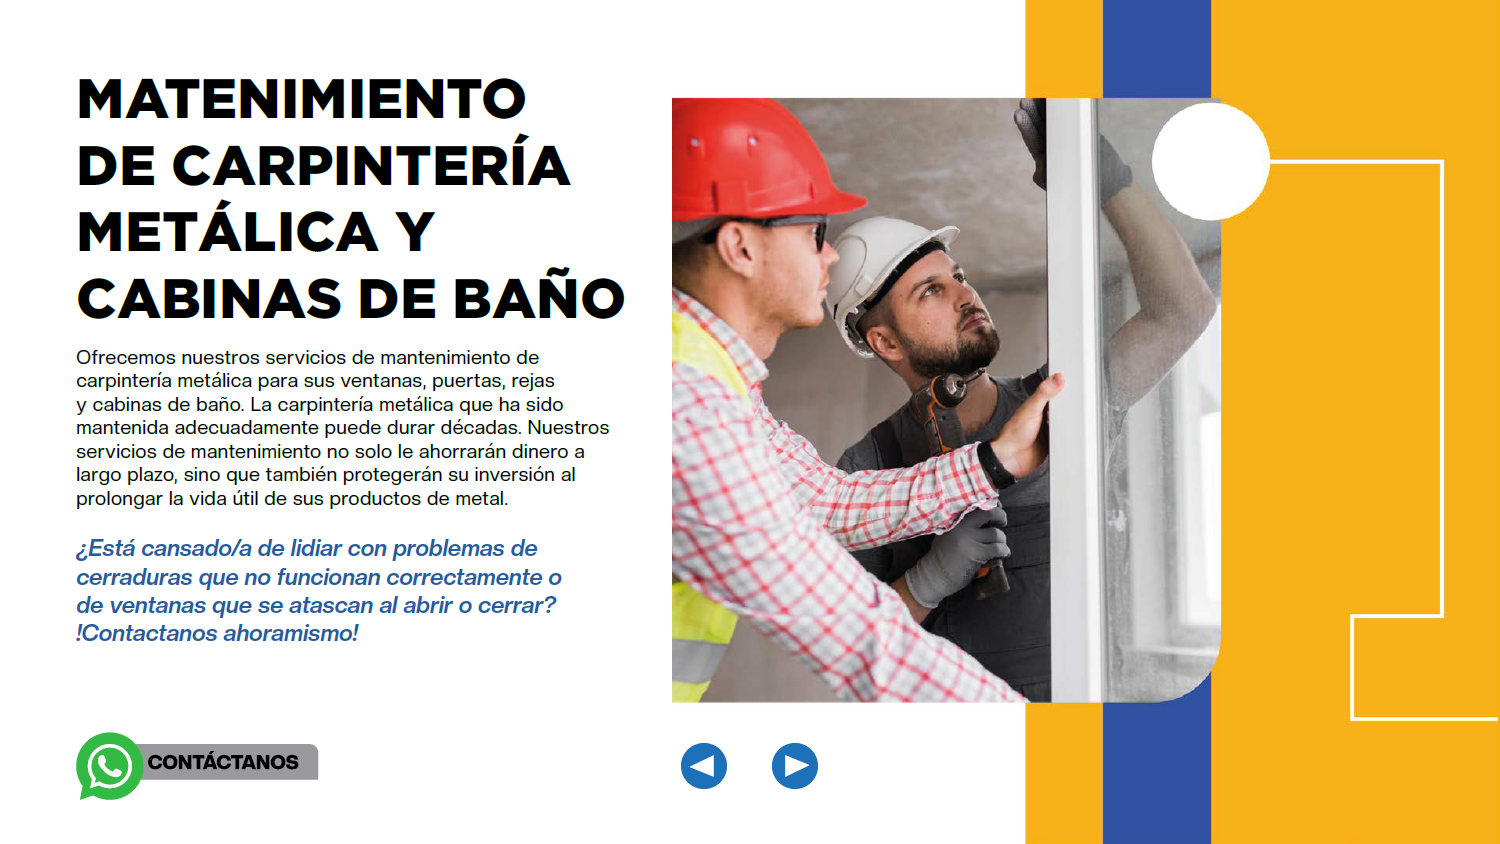 MATENIMIENTO
DE CARPINTERÍA
METÁLICA Y
CABINAS DE BAÑO
Ofrecemos nuestros servicios de mantenimiento de
carpintería metálica para sus ventanas, puertas, rejas
y cabinas de baño. La carpintería metálica que ha sido
mantenida adecuadamente puede durar décadas. Nuestros
servicios de mantenimiento no solo le ahorrarán dinero a
largo plazo, sino que también protegerán su inversión al
prolongar la vida útil de sus productos de metal.
¿Está cansado/a de lidiar con problemas de
cerraduras que no funcionan correctamente o
de ventanas que se atascan al abrir o cerrar?
!Contactanos ahoramismo!
CONTÁCTANOS